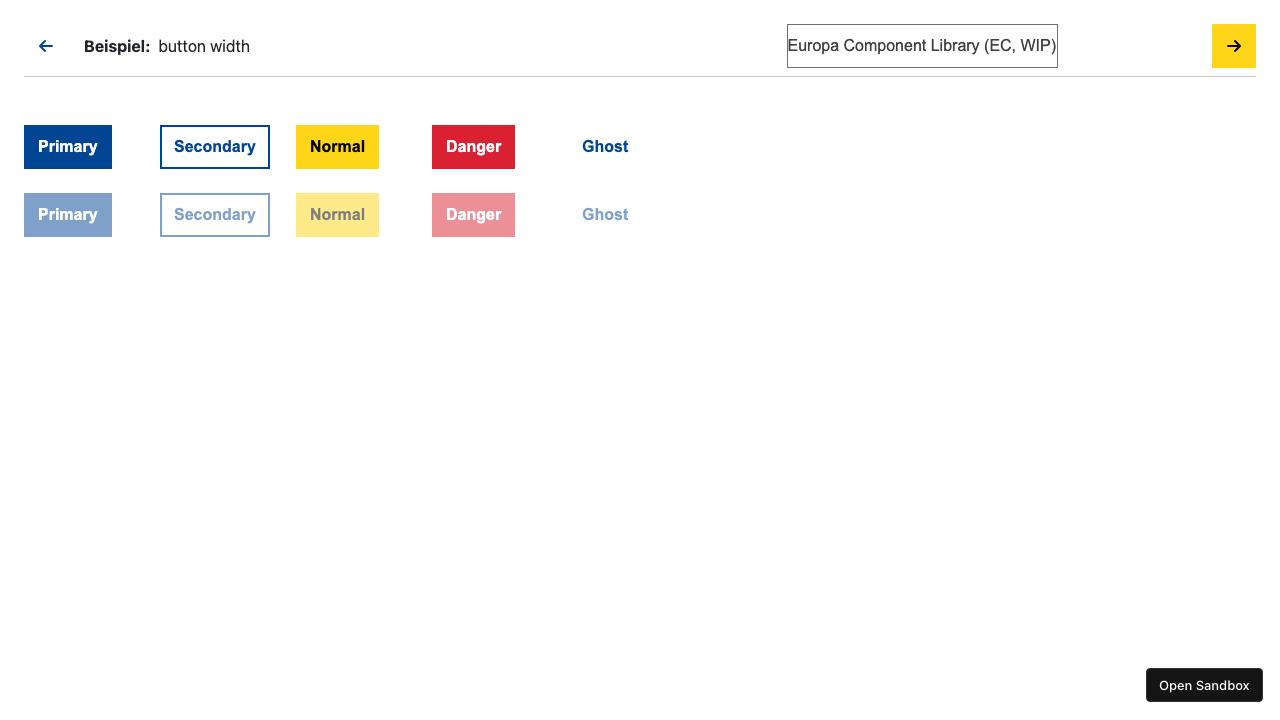 Beispiel: button width
Europa Component Library (EC, WIP)
Primary Secondary Normal Danger Ghost
Primary Secondary Normal Danger Ghost
Open Sandbox